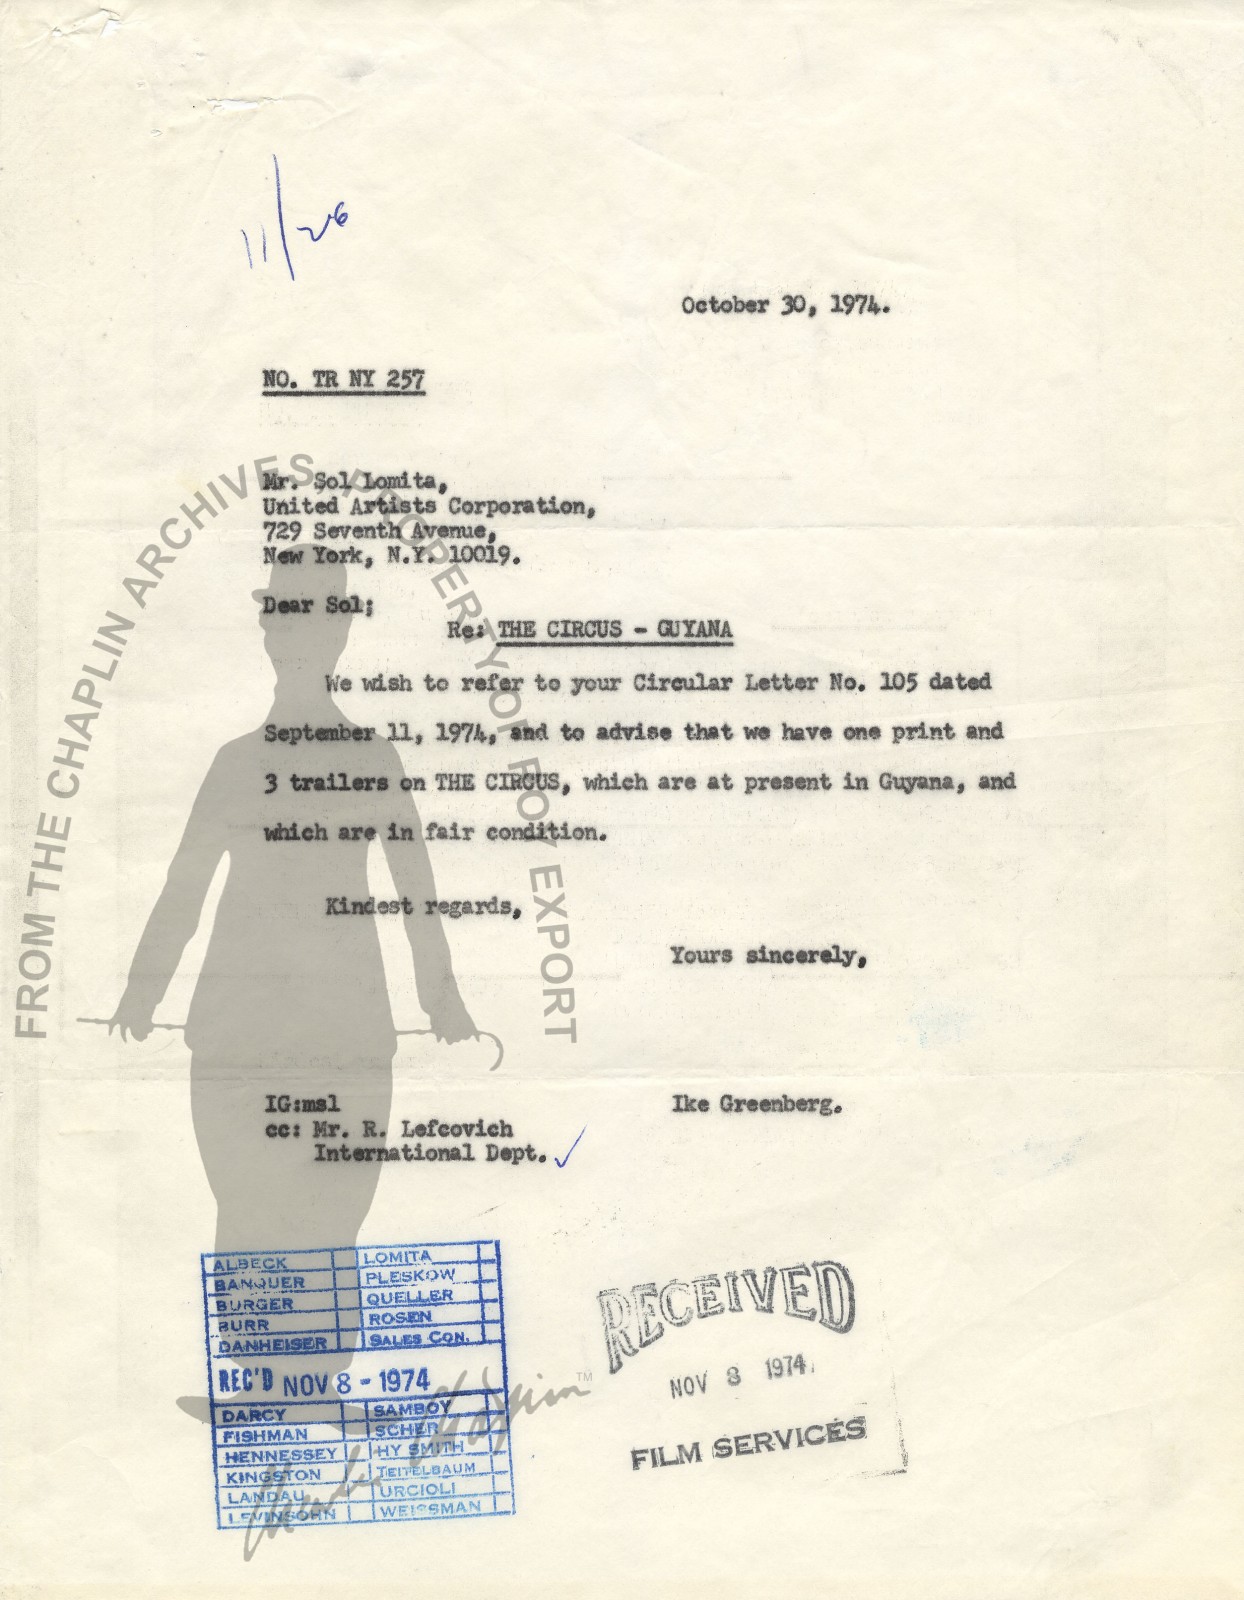 11/26
October 30, 1974.
NO. TR NY 257
Mr. Sol Lomita,
United Artists Corporation,
729 Seventh Avenue,
New York, N.Y. 10019.
Dear Sol;
Re: THE CIRCUS - GUYANA
We wish to refer to your Circular Letter No. 105 dated
September 11, 1974, and to advise that we have one print and
3 trailers on THE CIRCUS, which are at present in Guyana, and
which are in fair condition.
Kindest regards,
Yours sincerely,
IG:msl
Ike Greenberg.
cc: Mr. R. Lefcovich
International Dept.
ALBECK LOMITA
BANQUER PLESKOW
BURGER QUELLER
BURR ROSEN
DANHEISER SALES CON.
REC'D NOV 8 - 1974
DARCY SAMBOY
FISHMAN SCHER
HENNESSEY HY SMITH
KINGSTON TEITELBAUM
LANDAU URCIOLI
LEVINSOHN WEISSMAN
RECEIVED
NOV 8 1974
FILM SERVICES
FROM THE CHAPLIN ARCHIVES PROPERTY OF ROY EXPORT
Charlie Chaplin TM